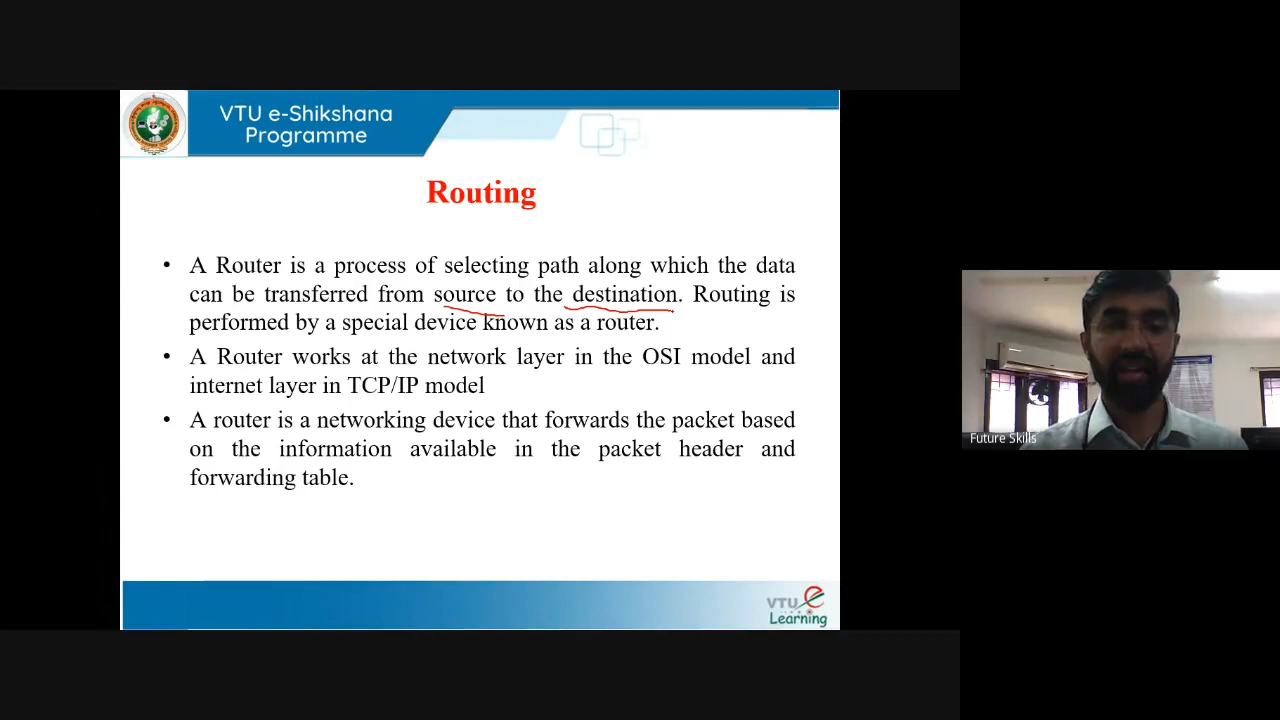 VTU e-Shikshana
Programme
Routing
• A Router is a process of selecting path along which the data
can be transferred from source to the destination. Routing is
performed by a special device known as a router.
• A Router works at the network layer in the OSI model and
internet layer in TCP/IP model
• A router is a networking device that forwards the packet based
on the information available in the packet header and
forwarding table.
VTU e
Learning
Future Skills